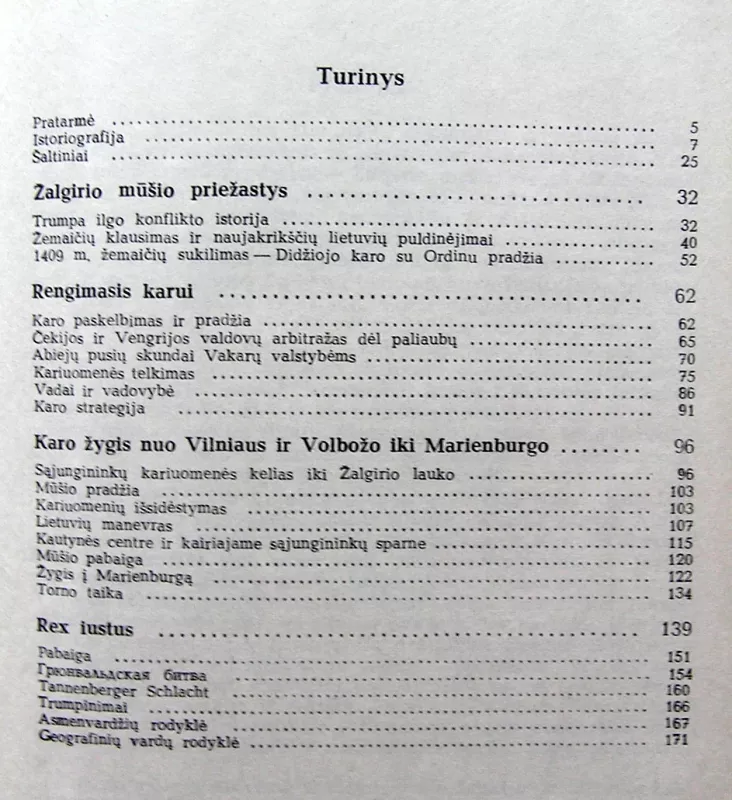 Turinys
Pratarmė 5
Istoriografija 7
Šaltiniai 25
Žalgirio mūšio priežastys 32
Trumpa ilgo konflikto istorija 32
Žemaičių klausimas ir naujakrikščių lietuvių puldinėjimai 40
1409 m. žemaičių sukilimas — Didžiojo karo su Ordinu pradžia 52
Rengimasis karui 62
Karo paskelbimas ir pradžia 62
Čekijos ir Vengrijos valdovų arbitražas dėl paliaubų 65
Abiejų pusių skundai Vakarų valstybėms 70
Kariuomenės telkimas 75
Vadai ir vadovybė 86
Karo strategija 91
Karo žygis nuo Vilniaus ir Volbožo iki Marienburgo 96
Sąjungininkų kariuomenės kelias iki Žalgirio lauko 96
Mūšio pradžia 103
Kariuomenių išsidėstymas 103
Lietuvių manevras 107
Kautynės centre ir kairiajame sąjungininkų sparne 115
Mūšio pabaiga 120
Žygis į Marienburgą 122
Torno taika 134
Rex iustus 139
Pabaiga 151
Грюнвальдская битва 154
Tannenberger Schlacht 160
Trumpinimai 166
Asmenvardžių rodyklė 167
Geografinių vardų rodyklė 171